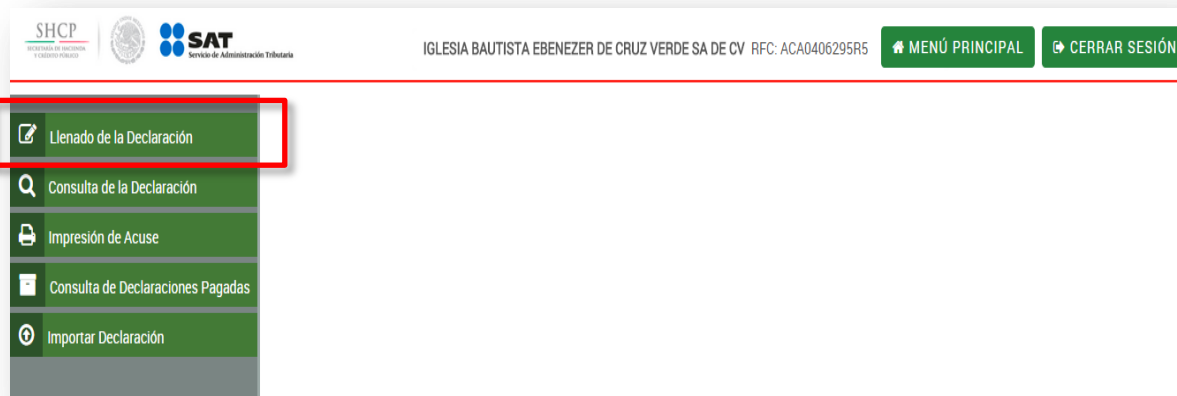 SHCP
SECRETARÍA DE HACIENDA
Y CRÉDITO PÚBLICO
SAT
Servicio de Administración Tributaria
IGLESIA BAUTISTA EBENEZER DE CRUZ VERDE SA DE CV RFC: ACA0406295R5
MENÚ PRINCIPAL
CERRAR SESIÓN
Llenado de la Declaración
Consulta de la Declaración
Impresión de Acuse
Consulta de Declaraciones Pagadas
Importar Declaración